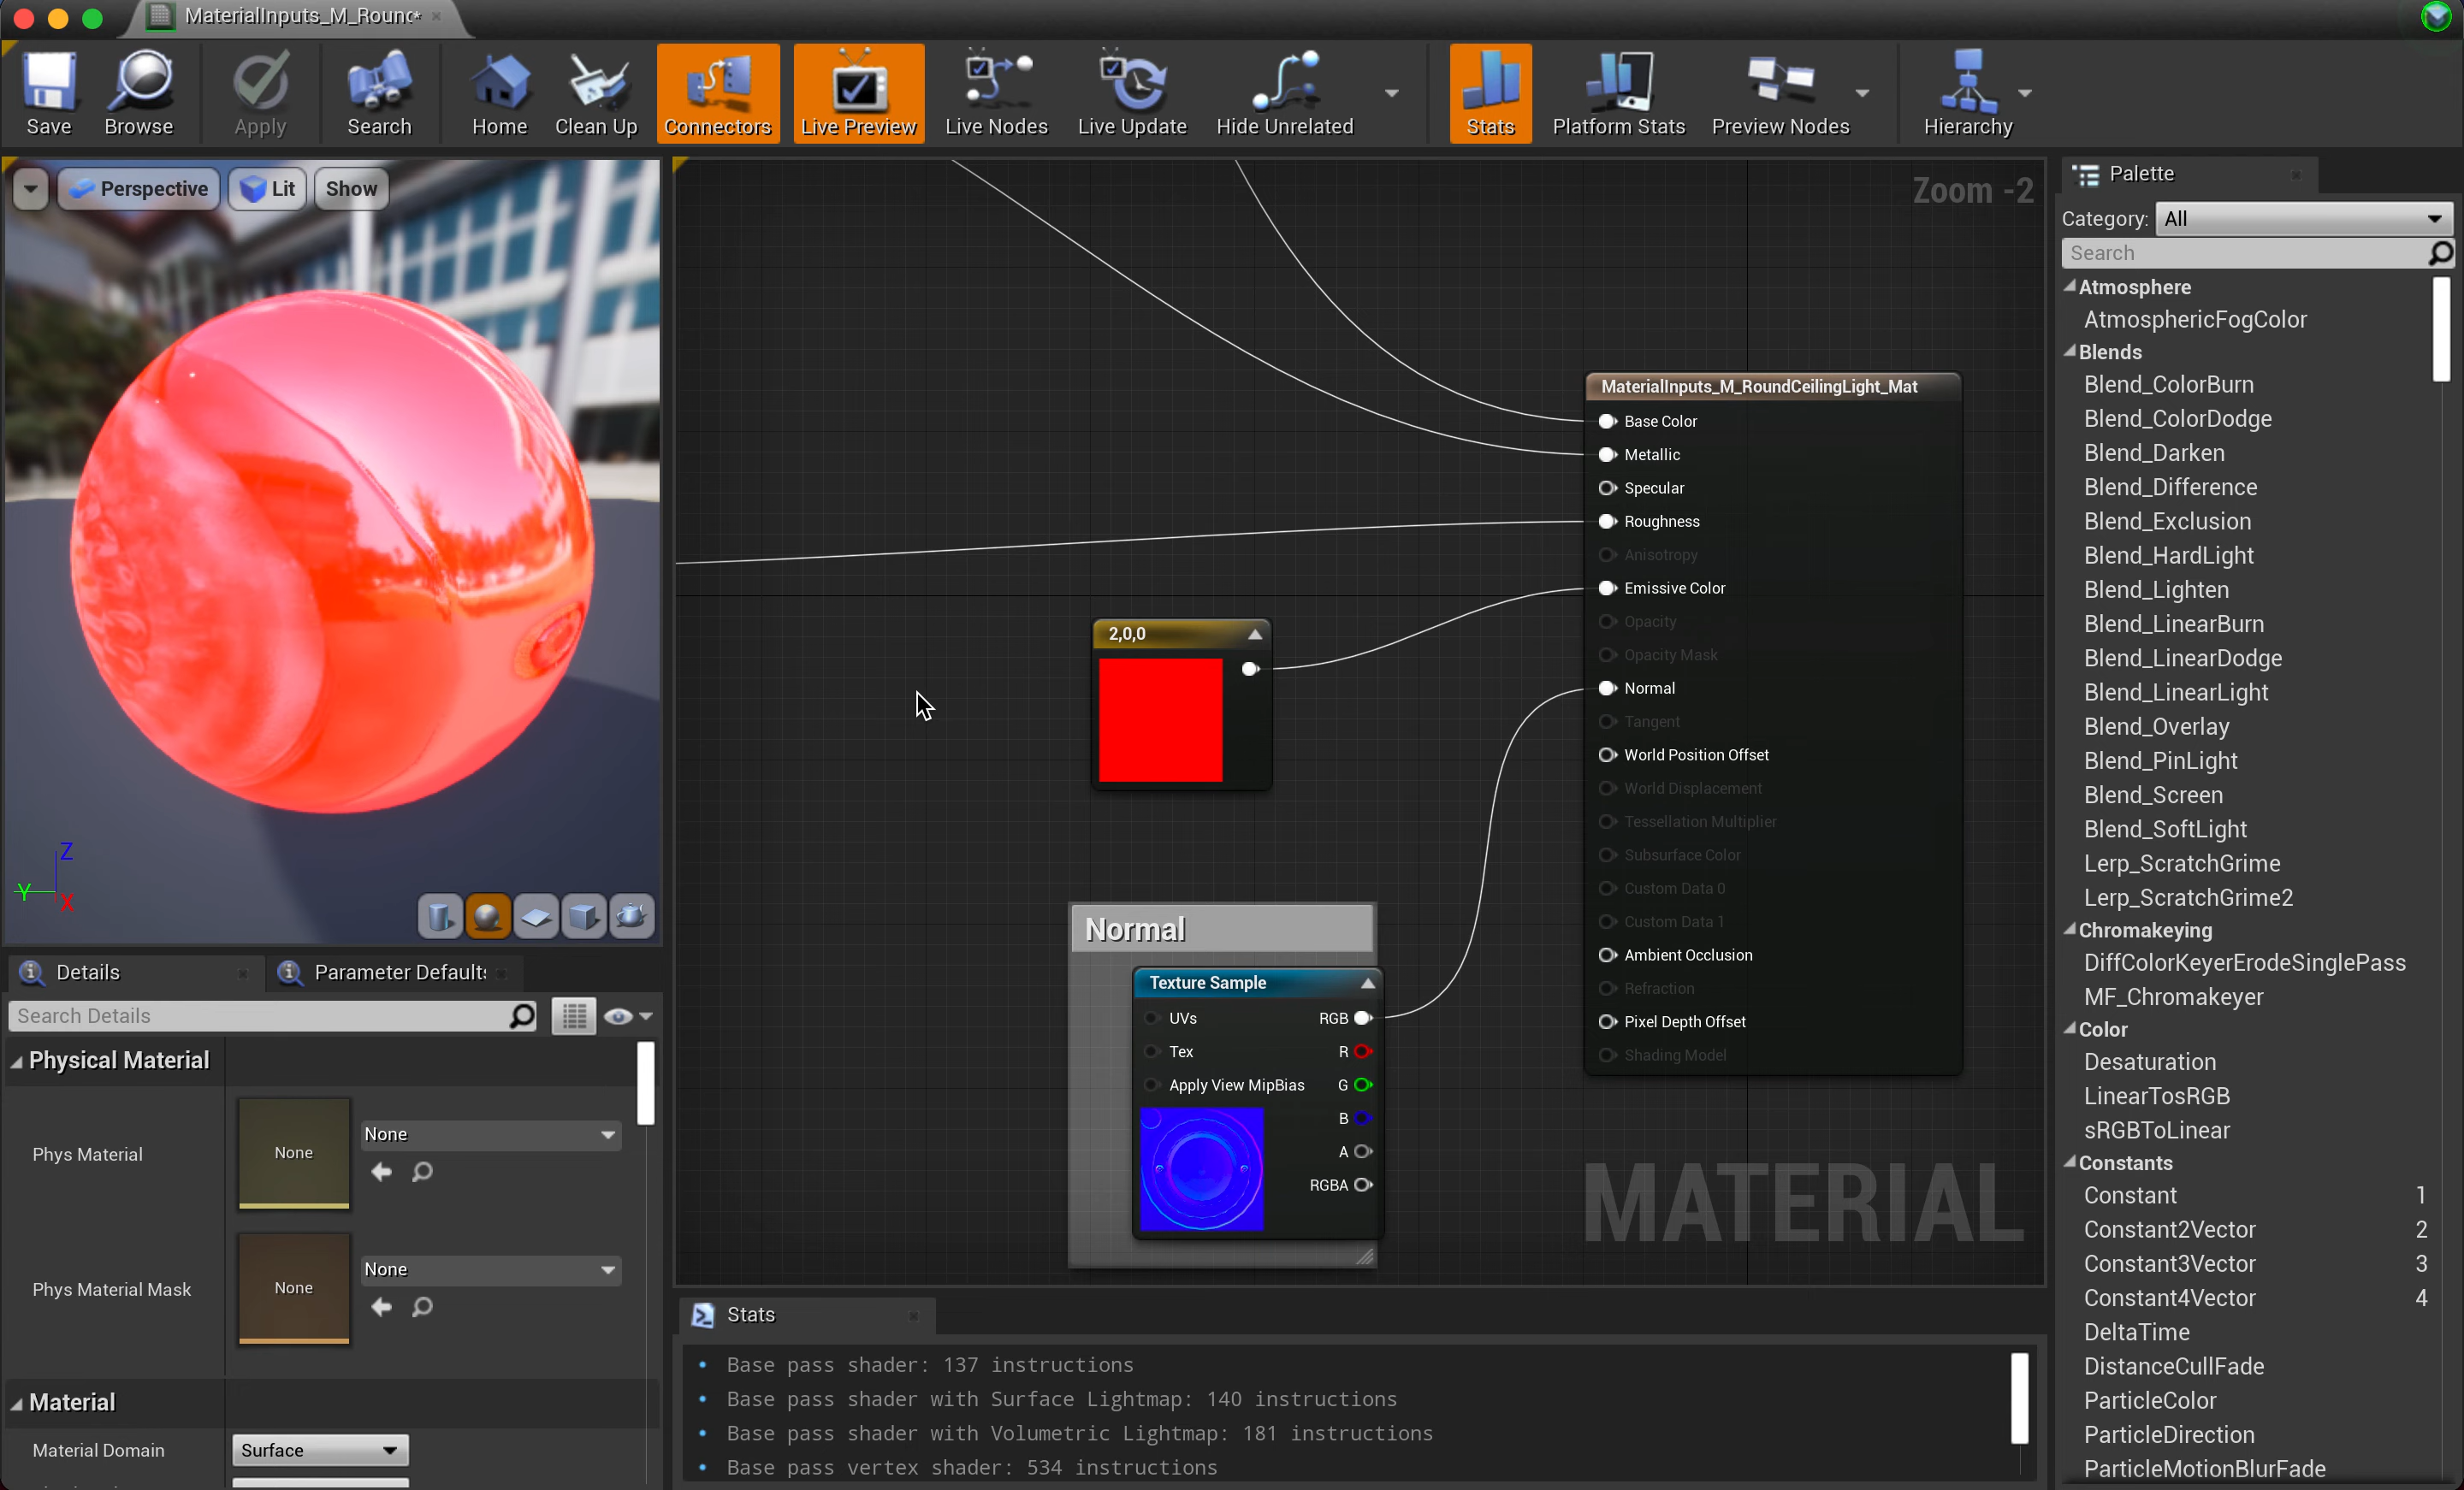 MaterialInputs_M_Round*
Save
Browse
Apply
Search
Home
Clean Up
Connectors
Live Preview
Live Nodes
Live Update
Hide Unrelated
Stats
Platform Stats
Preview Nodes
Hierarchy
Perspective
Lit
Show
Z
Y
X
Details
Parameter Defaults
Search Details
Physical Material
Phys Material
None
None
Phys Material Mask
None
None
Material
Material Domain
Surface
Zoom -2
MaterialInputs_M_RoundCeilingLight_Mat
Base Color
Metallic
Specular
Roughness
Anisotropy
Emissive Color
Opacity
Opacity Mask
Normal
Tangent
World Position Offset
World Displacement
Tessellation Multiplier
Subsurface Color
Custom Data 0
Custom Data 1
Ambient Occlusion
Refraction
Pixel Depth Offset
Shading Model
2,0,0
Normal
Texture Sample
UVs RGB
Tex R
Apply View MipBias G
B
A
RGBA
MATERIAL
Stats
Base pass shader: 137 instructions
Base pass shader with Surface Lightmap: 140 instructions
Base pass shader with Volumetric Lightmap: 181 instructions
Base pass vertex shader: 534 instructions
Palette
Category: All
Search
Atmosphere
AtmosphericFogColor
Blends
Blend_ColorBurn
Blend_ColorDodge
Blend_Darken
Blend_Difference
Blend_Exclusion
Blend_HardLight
Blend_Lighten
Blend_LinearBurn
Blend_LinearDodge
Blend_LinearLight
Blend_Overlay
Blend_PinLight
Blend_Screen
Blend_SoftLight
Lerp_ScratchGrime
Lerp_ScratchGrime2
Chromakeying
DiffColorKeyerErodeSinglePass
MF_Chromakeyer
Color
Desaturation
LinearTosRGB
sRGBToLinear
Constants
Constant 1
Constant2Vector 2
Constant3Vector 3
Constant4Vector 4
DeltaTime
DistanceCullFade
ParticleColor
ParticleDirection
ParticleMotionBlurFade